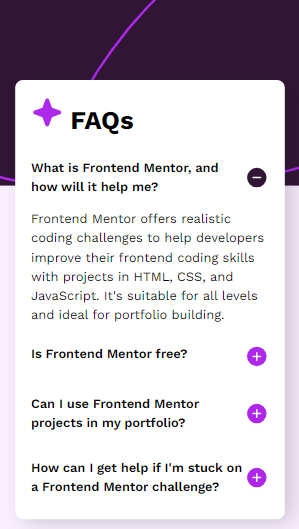 FAQs
What is Frontend Mentor, and
how will it help me?
Frontend Mentor offers realistic
coding challenges to help developers
improve their frontend coding skills
with projects in HTML, CSS, and
JavaScript. It's suitable for all levels
and ideal for portfolio building.
Is Frontend Mentor free?
Can I use Frontend Mentor
projects in my portfolio?
How can I get help if I'm stuck on
a Frontend Mentor challenge?